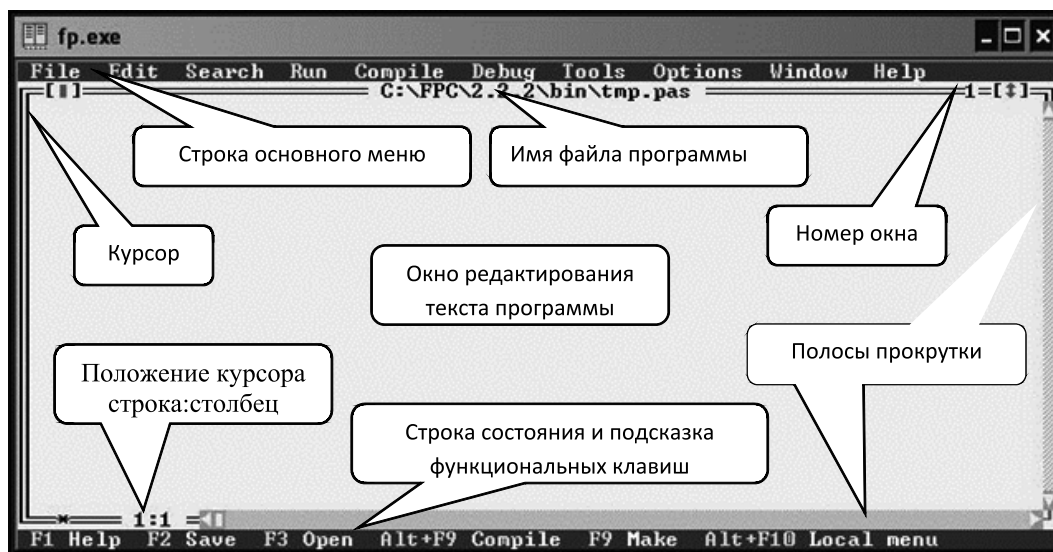 fp.exe
File Edit Search Run Compile Debug Tools Options Window Help
C:\FPC\2.2.2\bin\tmp.pas 1=[↕]
Строка основного меню
Имя файла программы
Курсор
Номер окна
Окно редактирования
текста программы
Полосы прокрутки
Положение курсора
строка:столбец
Строка состояния и подсказка
функциональных клавиш
1:1
F1 Help F2 Save F3 Open Alt+F9 Compile F9 Make Alt+F10 Local menu